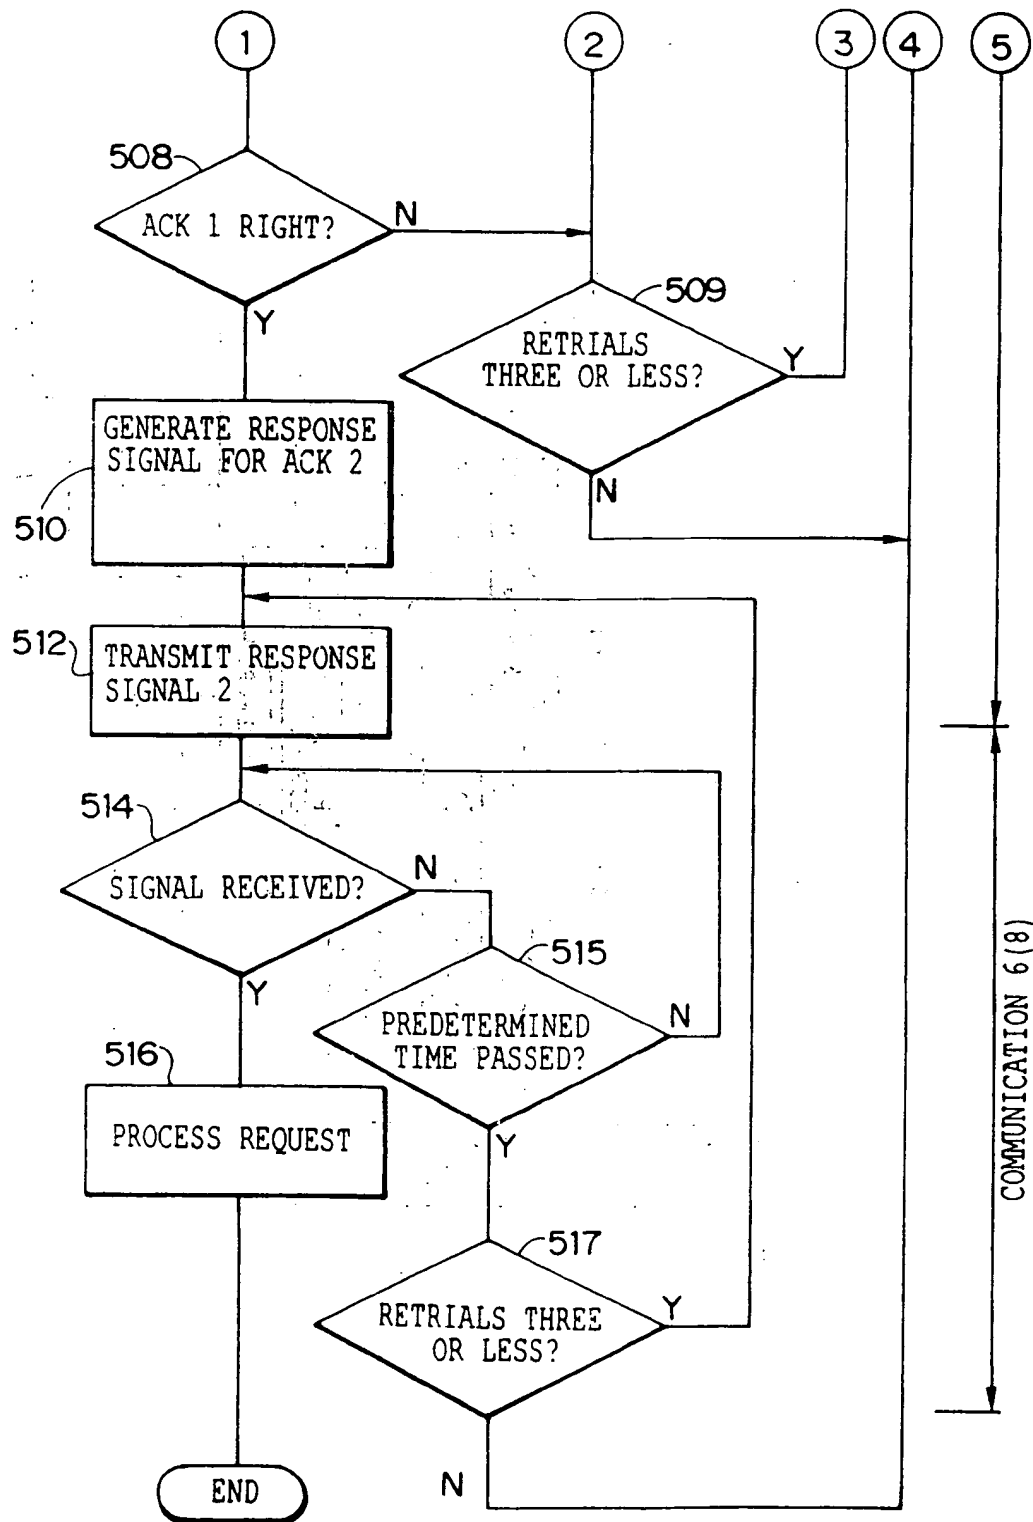 1 2 3 4 5
508
ACK 1 RIGHT?
N
Y
509
RETRIALS
THREE OR LESS?
Y
N
GENERATE RESPONSE
SIGNAL FOR ACK 2
510
512
TRANSMIT RESPONSE
SIGNAL 2
514
SIGNAL RECEIVED?
N
Y
515
PREDETERMINED
TIME PASSED?
N
Y
516
PROCESS REQUEST
517
RETRIALS THREE
OR LESS?
Y
N
END
COMMUNICATION 6(8)